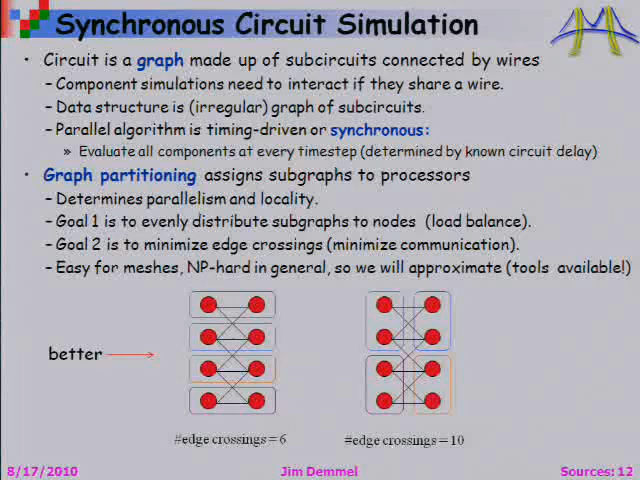 Synchronous Circuit Simulation
• Circuit is a graph made up of subcircuits connected by wires
– Component simulations need to interact if they share a wire.
– Data structure is (irregular) graph of subcircuits.
– Parallel algorithm is timing-driven or synchronous:
» Evaluate all components at every timestep (determined by known circuit delay)
• Graph partitioning assigns subgraphs to processors
– Determines parallelism and locality.
– Goal 1 is to evenly distribute subgraphs to nodes (load balance).
– Goal 2 is to minimize edge crossings (minimize communication).
– Easy for meshes, NP-hard in general, so we will approximate (tools available!)
better
#edge crossings = 6
#edge crossings = 10
8/17/2010
Jim Demmel
Sources: 12